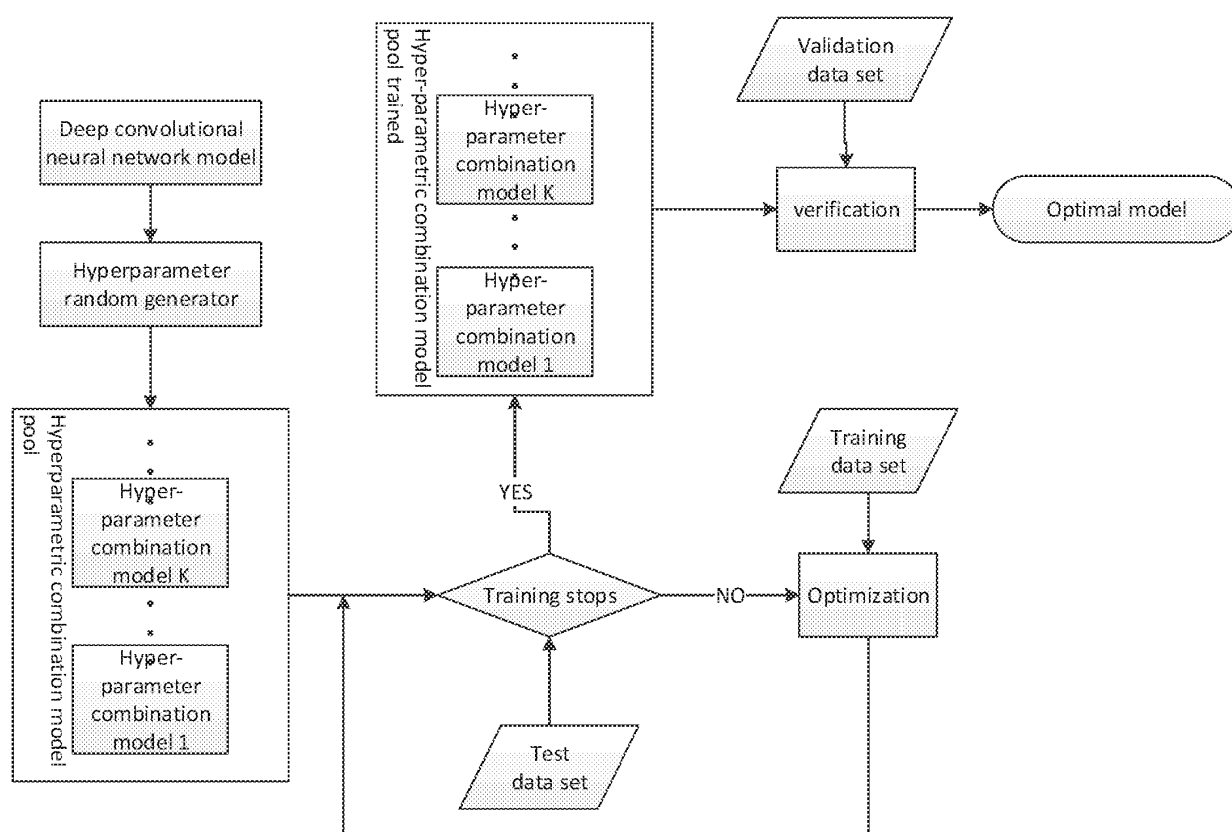 Deep convolutional
neural network model
Hyperparameter
random generator
Hyperparametric combination model
pool
Hyper-
parameter
combination
model K
Hyper-
parameter
combination
model 1
Hyper-parametric combination model
pool trained
Hyper-
parameter
combination
model K
Hyper-
parameter
combination
model 1
Validation
data set
verification
Optimal model
YES
Training stops
NO
Training
data set
Optimization
Test
data set